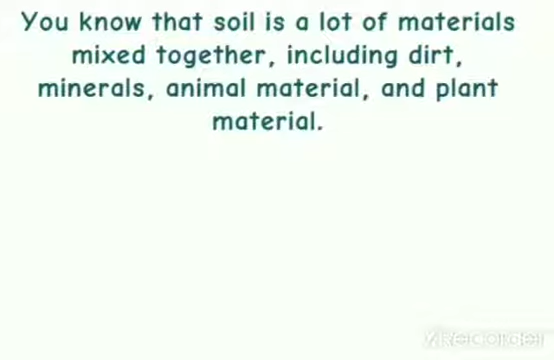 You know that soil is a lot of materials
mixed together, including dirt,
minerals, animal material, and plant
material.